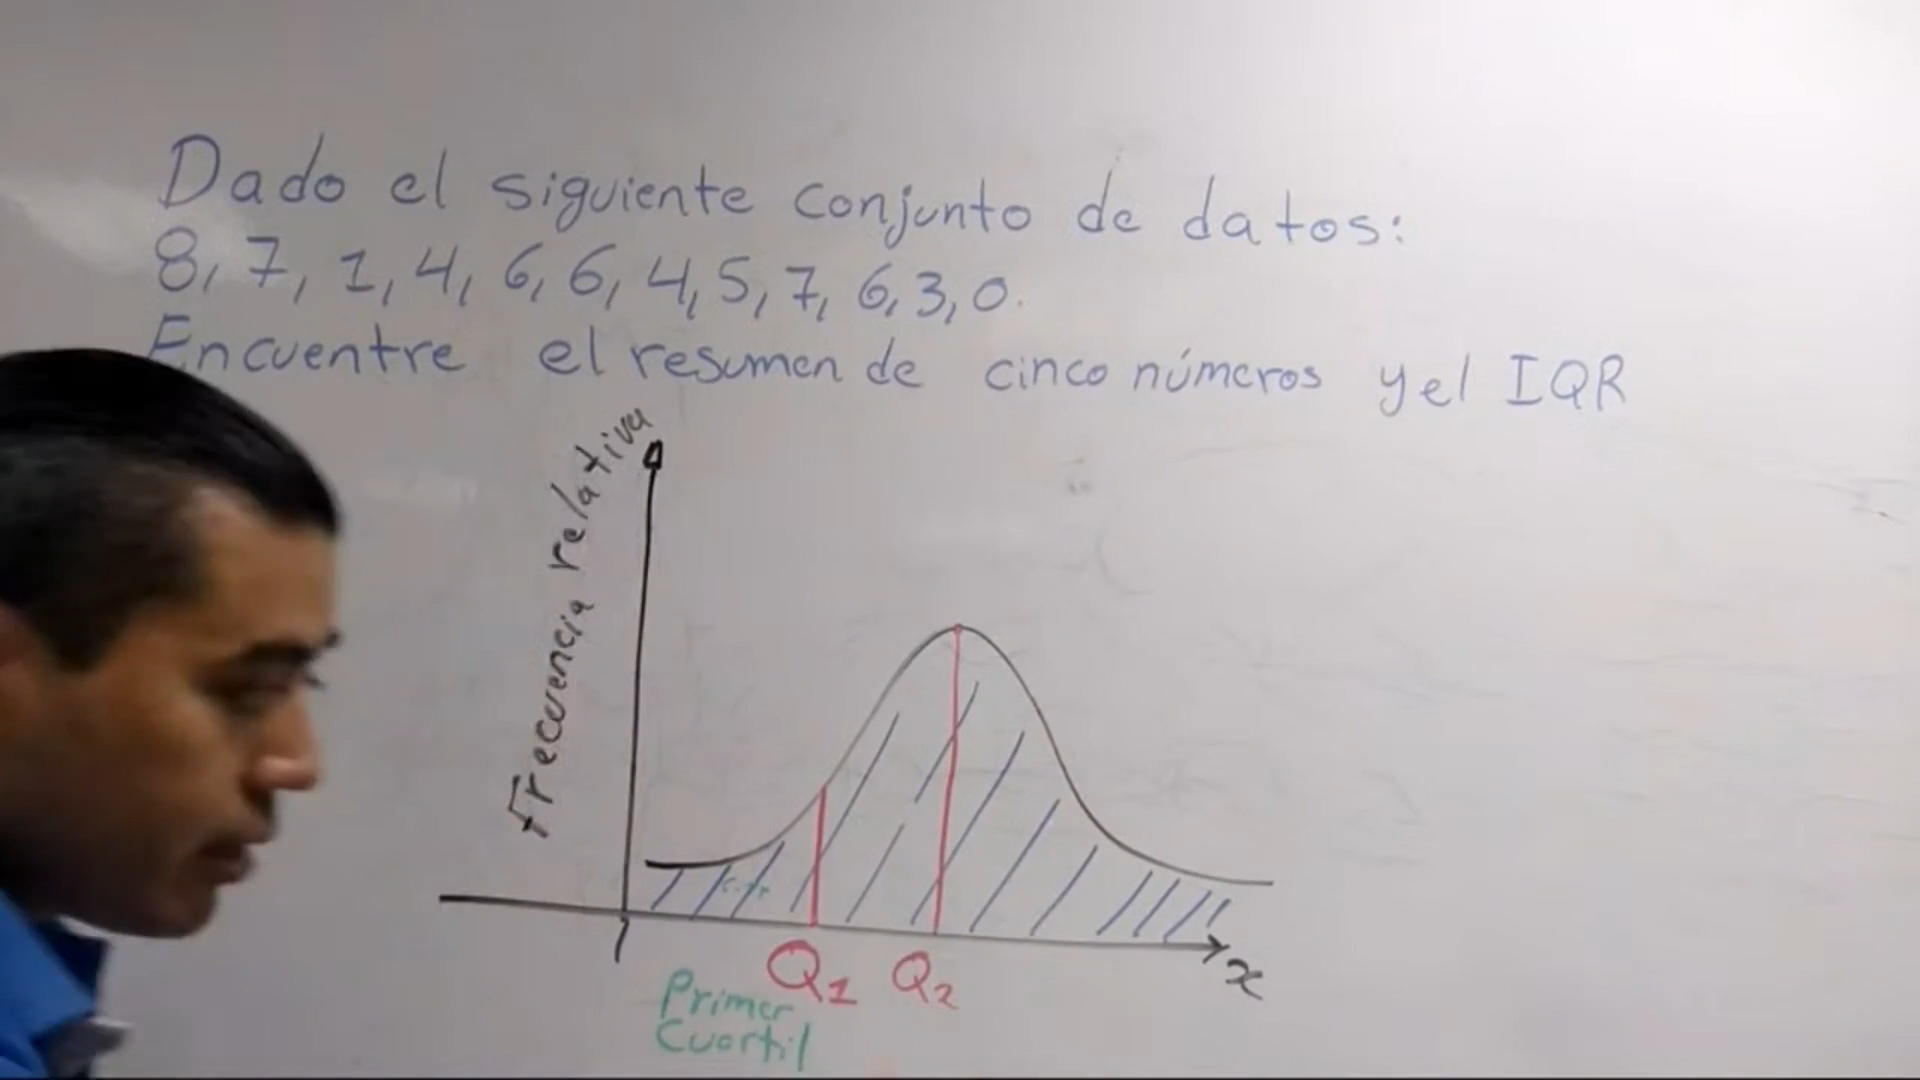 Dado el siguiente conjunto de datos:
8, 7, 1, 4, 6, 6, 4, 5, 7, 6, 3, 0.
Encuentre el resumen de cinco números y el IQR
Frecuencia relativa
Q1 Q2
x
Primer
Cuartil